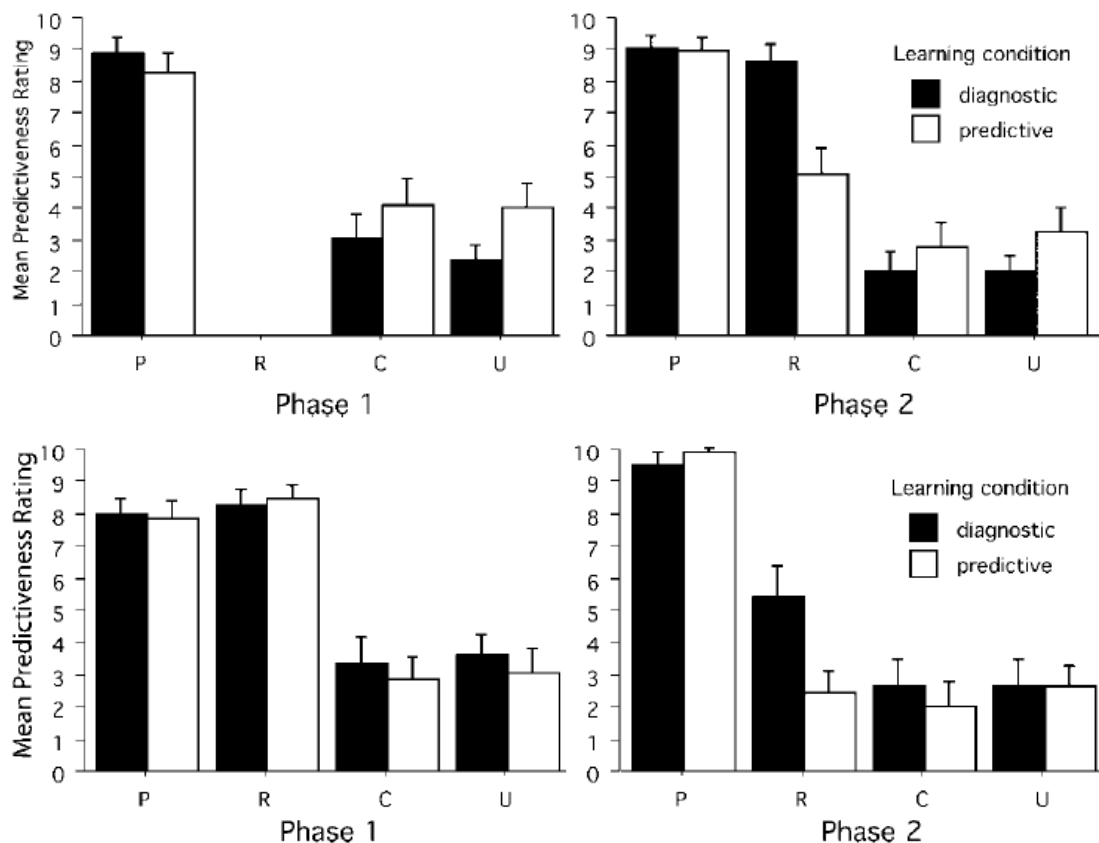 Mean Predictiveness Rating
10
9
8
7
6
5
4
3
2
1
0
P R C U
Phase 1
10
9
8
7
6
5
4
3
2
1
0
Learning condition
diagnostic
predictive
P R C U
Phase 2
Mean Predictiveness Rating
10
9
8
7
6
5
4
3
2
1
0
P R C U
Phase 1
10
9
8
7
6
5
4
3
2
1
0
Learning condition
diagnostic
predictive
P R C U
Phase 2